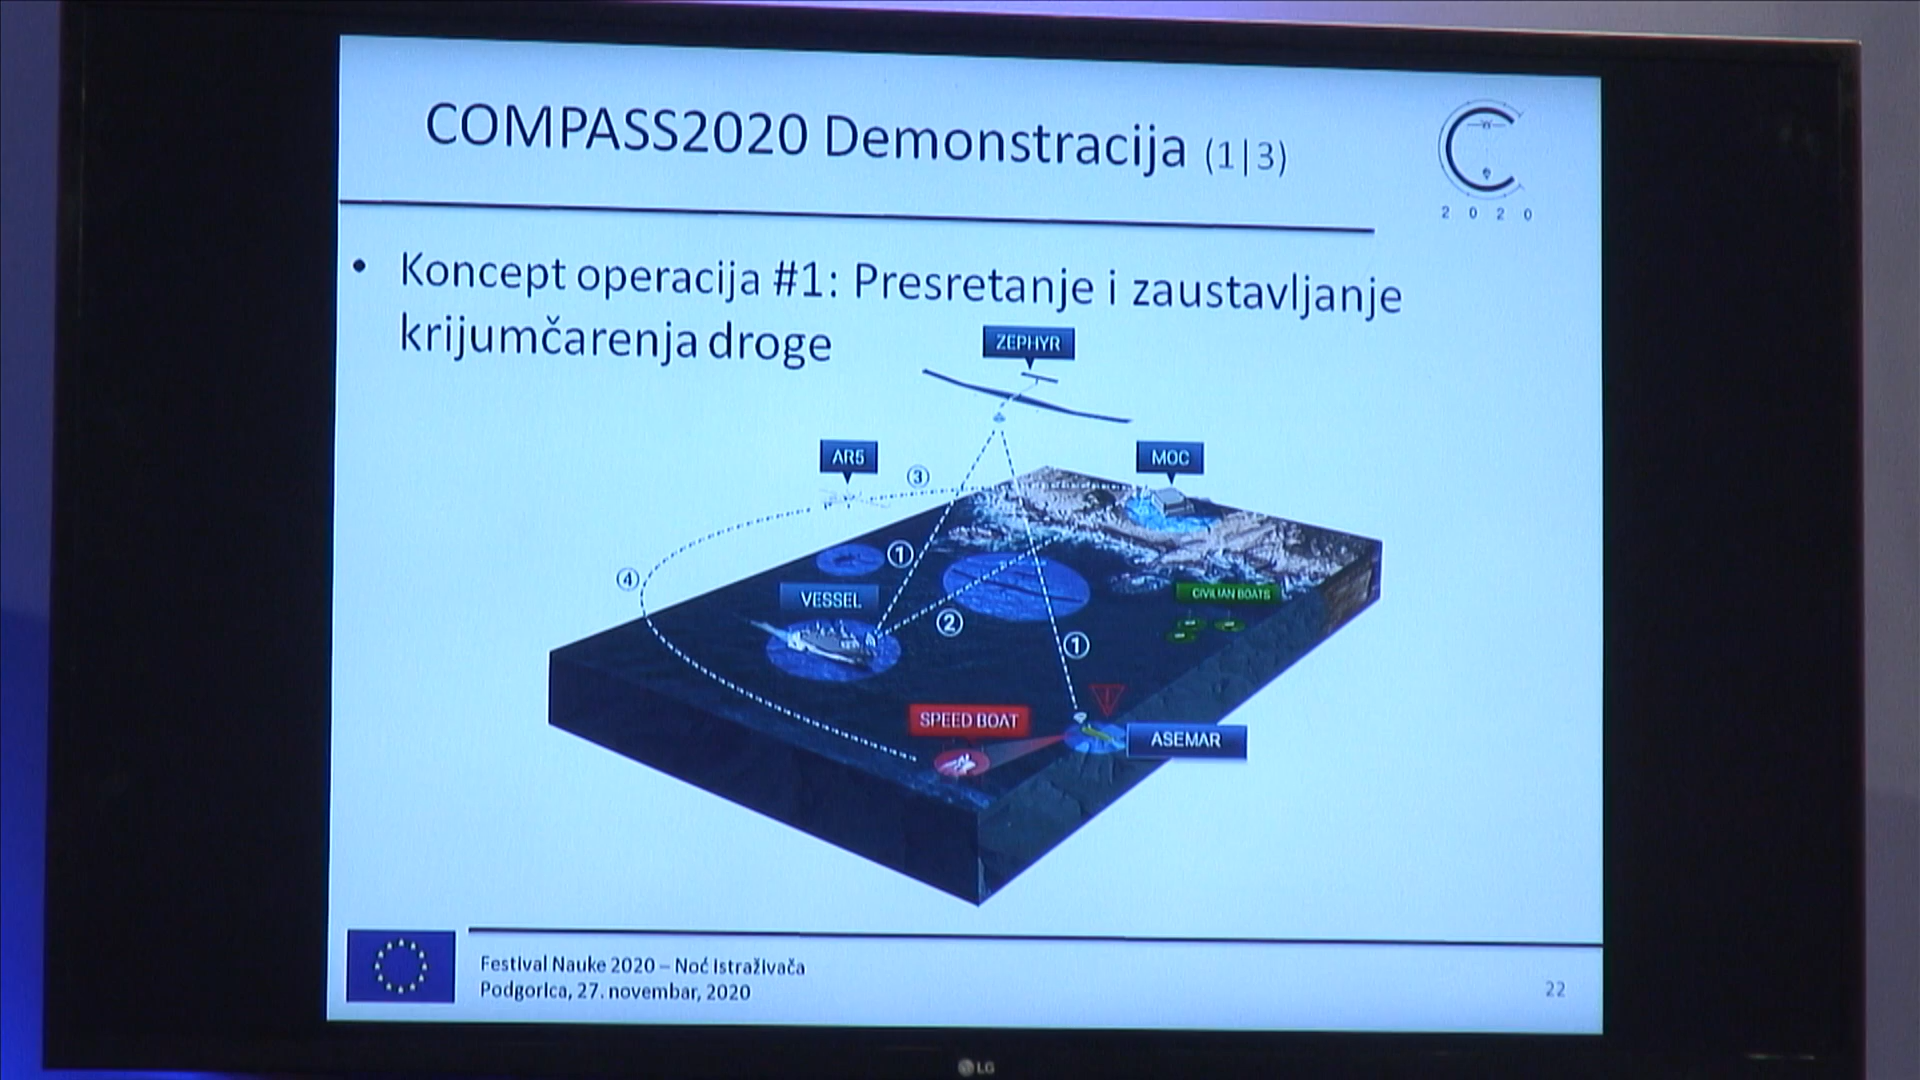 COMPASS2020 Demonstracija (1|3)
2 0 2 0
• Koncept operacija #1: Presretanje i zaustavljanje
krijumčarenja droge
ZEPHYR
AR5
MOC
3
1
4
CIVILIAN BOATS
VESSEL
2
1
SPEED BOAT
ASEMAR
Festival Nauke 2020 – Noć Istraživača
Podgorica, 27. novembar, 2020
22
LG